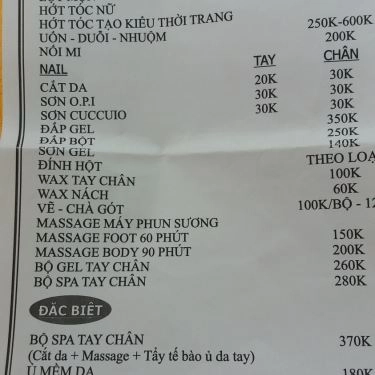 HỚT TÓC NỮ
HỚT TÓC TẠO KIỂU THỜI TRANG 250K-600K
UỐN - DUỖI - NHUỘM 200K
NỐI MI
NAIL TAY CHÂN
CẮT DA 20K 30K
SƠN O.P.I 30K 30K
SƠN CUCCUIO 30K 30K
ĐẮP GEL 350K
ĐẮP BỘT 250K
SƠN GEL 140K
ĐÍNH HỘT THEO LOẠ
WAX TAY CHÂN 100K
WAX NÁCH 60K
VẼ - CHÀ GÓT 100K/BỘ - 12
MASSAGE MÁY PHUN SƯƠNG
MASSAGE FOOT 60 PHÚT 150K
MASSAGE BODY 90 PHÚT 200K
BỘ GEL TAY CHÂN 260K
BỘ SPA TAY CHÂN 280K
ĐẶC BIỆT
BỘ SPA TAY CHÂN 370K
(Cắt da + Massage + Tẩy tế bào ủ da tay)
Ủ MỀM DA 180K